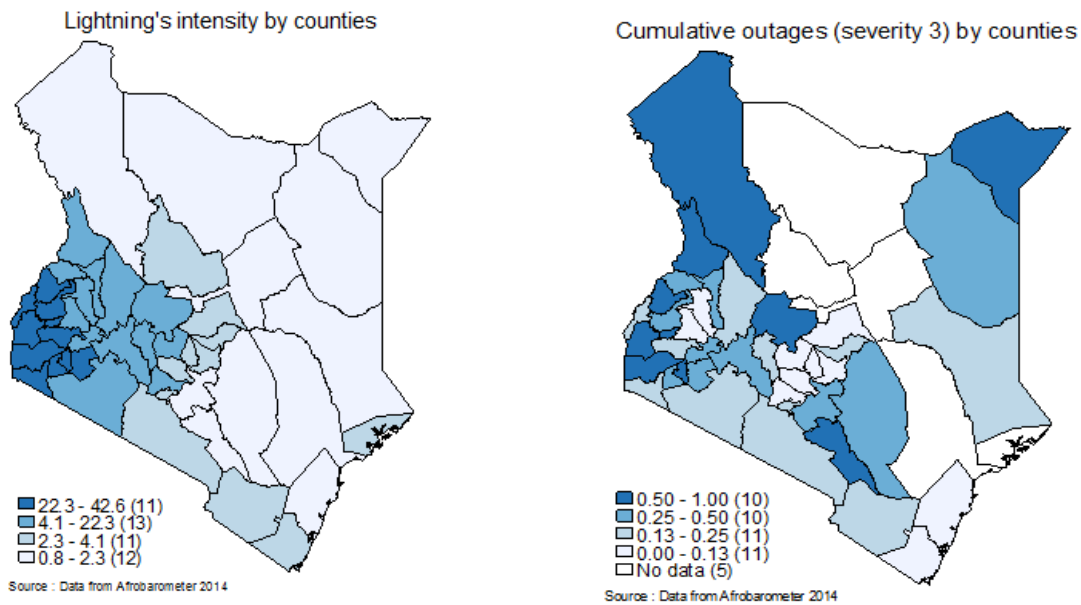 Lightning's intensity by counties
22.3 - 42.6 (11)
4.1 - 22.3 (13)
2.3 - 4.1 (11)
0.8 - 2.3 (12)
Source : Data from Afrobarometer 2014
Cumulative outages (severity 3) by counties
0.50 - 1.00 (10)
0.25 - 0.50 (10)
0.13 - 0.25 (11)
0.00 - 0.13 (11)
No data (5)
Source : Data from Afrobarometer 2014